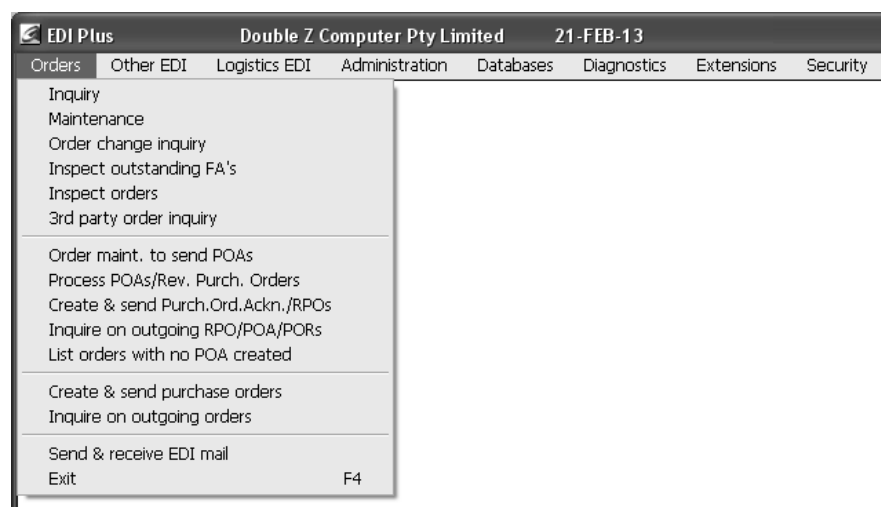 EDI Plus Double Z Computer Pty Limited 21-FEB-13
Orders Other EDI Logistics EDI Administration Databases Diagnostics Extensions Security
Inquiry
Maintenance
Order change inquiry
Inspect outstanding FA's
Inspect orders
3rd party order inquiry
Order maint. to send POAs
Process POAs/Rev. Purch. Orders
Create & send Purch.Ord.Ackn./RPOs
Inquire on outgoing RPO/POA/PORs
List orders with no POA created
Create & send purchase orders
Inquire on outgoing orders
Send & receive EDI mail
Exit F4